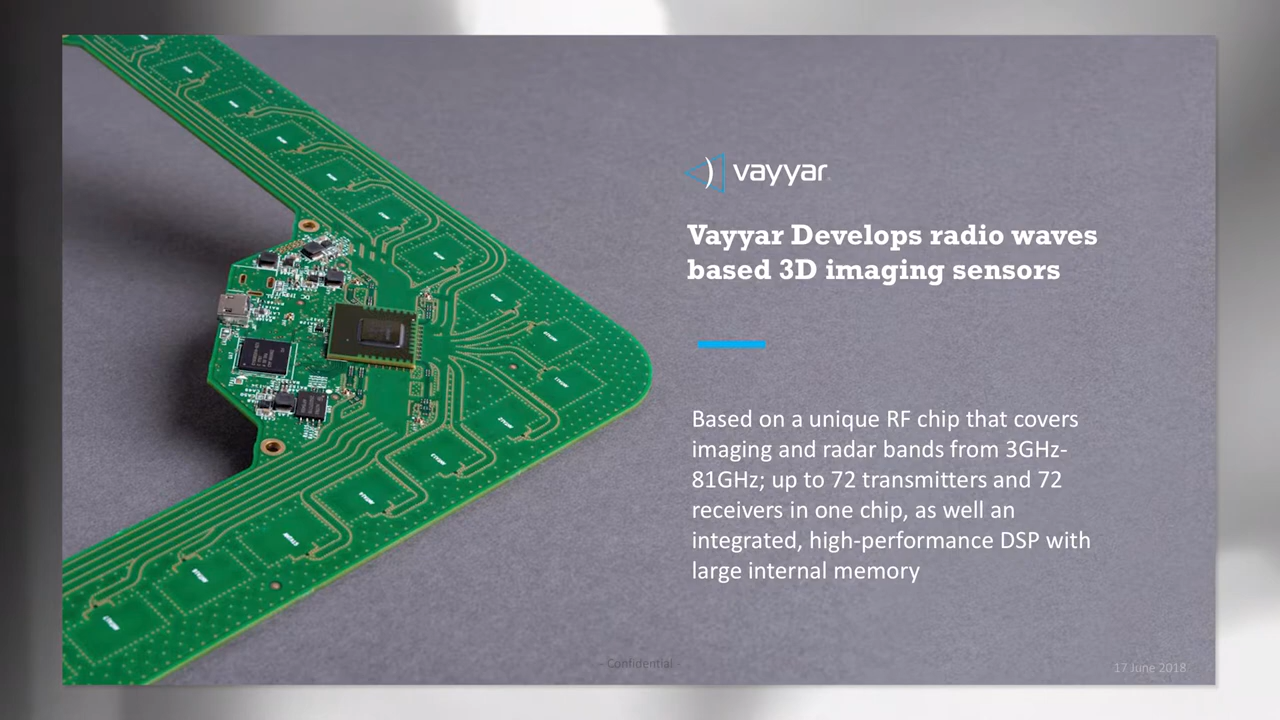 vayyar
Vayyar Develops radio waves
based 3D imaging sensors
Based on a unique RF chip that covers
imaging and radar bands from 3GHz-
81GHz; up to 72 transmitters and 72
receivers in one chip, as well an
integrated, high-performance DSP with
large internal memory
- Confidential -
17 June 2018